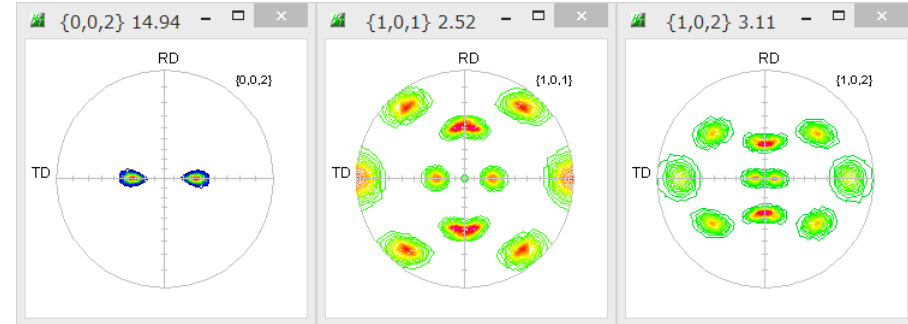 {0,0,2} 14.94
{1,0,1} 2.52
{1,0,2} 3.11
RD
{0,0,2}
TD
RD
{1,0,1}
TD
RD
{1,0,2}
TD